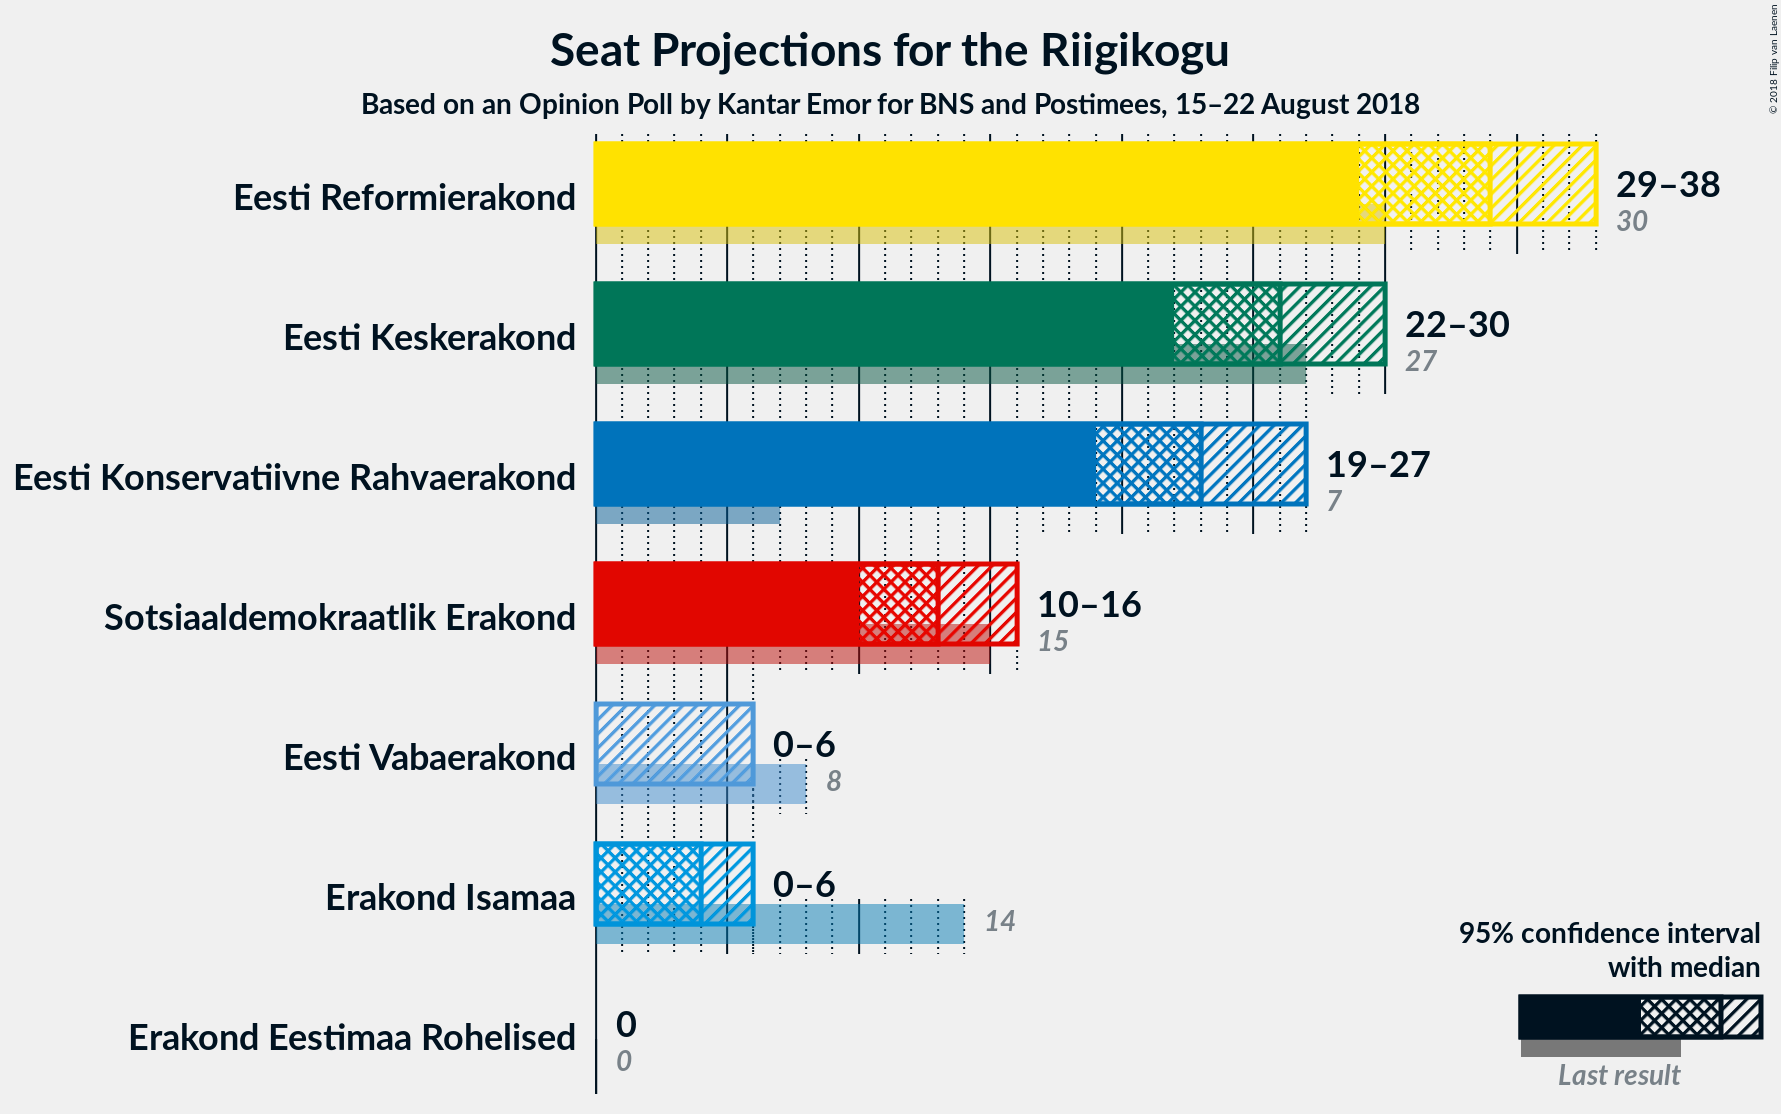 Seat Projections for the Riigikogu
Based on an Opinion Poll by Kantar Emor for BNS and Postimees, 15–22 August 2018
© 2018 Filip van Laenen
Eesti Reformierakond
29–38
30
Eesti Keskerakond
22–30
27
Eesti Konservatiivne Rahvaerakond
19–27
7
Sotsiaaldemokraatlik Erakond
10–16
15
Eesti Vabaerakond
0–6
8
Erakond Isamaa
0–6
14
Erakond Eestimaa Rohelised
0
0
95% confidence interval
with median
Last result